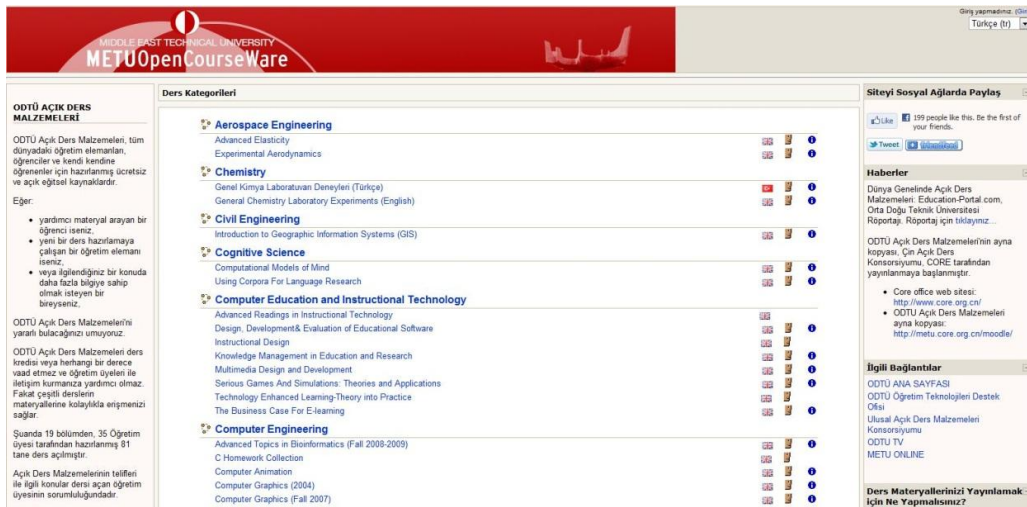 Giriş yapmadınız. (Giri
Türkçe (tr)
MIDDLE EAST TECHNICAL UNIVERSITY
METUOpenCourseWare
ODTÜ AÇIK DERS
MALZEMELERİ
ODTÜ Açık Ders Malzemeleri, tüm
dünyadaki öğretim elemanları,
öğrenciler ve kendi kendine
öğrenenler için hazırlanmış ücretsiz
ve açık eğitsel kaynaklardır.
Eğer:
yardımcı materyal arayan bir
öğrenci iseniz,
yeni bir ders hazırlamaya
çalışan bir öğretim elemanı
iseniz,
veya ilgilendiğiniz bir konuda
daha fazla bilgiye sahip
olmak isteyen bir
bireyseniz,
ODTÜ Açık Ders Malzemeleri'ni
yararlı bulacağınızı umuyoruz.
ODTÜ Açık Ders Malzemeleri ders
kredisi veya herhangi bir derece
vaad etmez ve öğretim üyeleri ile
iletişim kurmanıza yardımcı olmaz.
Fakat çeşitli derslerin
materyallerine kolaylıkla erişmenizi
sağlar.
Şuanda 19 bölümden, 35 Öğretim
üyesi tarafından hazırlanmış 81
tane ders açılmıştır.
Açık Ders Malzemelerinin telifleri
ile ilgili konular dersi açan öğretim
üyesinin sorumluluğundadır.
Ders Kategorileri
Aerospace Engineering
Advanced Elasticity
Experimental Aerodynamics
Chemistry
Genel Kimya Laboratuvarı Deneyleri (Türkçe)
General Chemistry Laboratory Experiments (English)
Civil Engineering
Introduction to Geographic Information Systems (GIS)
Cognitive Science
Computational Models of Mind
Using Corpora For Language Research
Computer Education and Instructional Technology
Advanced Readings in Instructional Technology
Design, Development& Evaluation of Educational Software
Instructional Design
Knowledge Management in Education and Research
Multimedia Design and Development
Serious Games And Simulations: Theories and Applications
Technology Enhanced Learning-Theory into Practice
The Business Case For E-learning
Computer Engineering
Advanced Topics in Bioinformatics (Fall 2008-2009)
C Homework Collection
Computer Animation
Computer Graphics (2004)
Computer Graphics (Fall 2007)
Siteyi Sosyal Ağlarda Paylaş
Like
199 people like this. Be the first of
your friends.
Tweet
friendfeed
Haberler
Dünya Genelinde Açık Ders
Malzemeleri: Education-Portal.com,
Orta Doğu Teknik Üniversitesi
Röportajı. Röportaj için tıklayınız...
ODTÜ Açık Ders Malzemeleri'nin ayna
kopyası, Çin Açık Ders
Konsorsiyumu, CORE tarafından
yayınlanmaya başlanmıştır.
Core office web sitesi:
http://www.core.org.cn/
ODTU Açık Ders Malzemeleri
ayna kopyası:
http://metu.core.org.cn/moodle/
İlgili Bağlantılar
ODTÜ ANA SAYFASI
ODTÜ Öğretim Teknolojileri Destek
Ofisi
Ulusal Açık Ders Malzemeleri
Konsorsiyumu
ODTU TV
METU ONLINE
Ders Materyallerinizi Yayınlamak
için Ne Yapmalısınız?